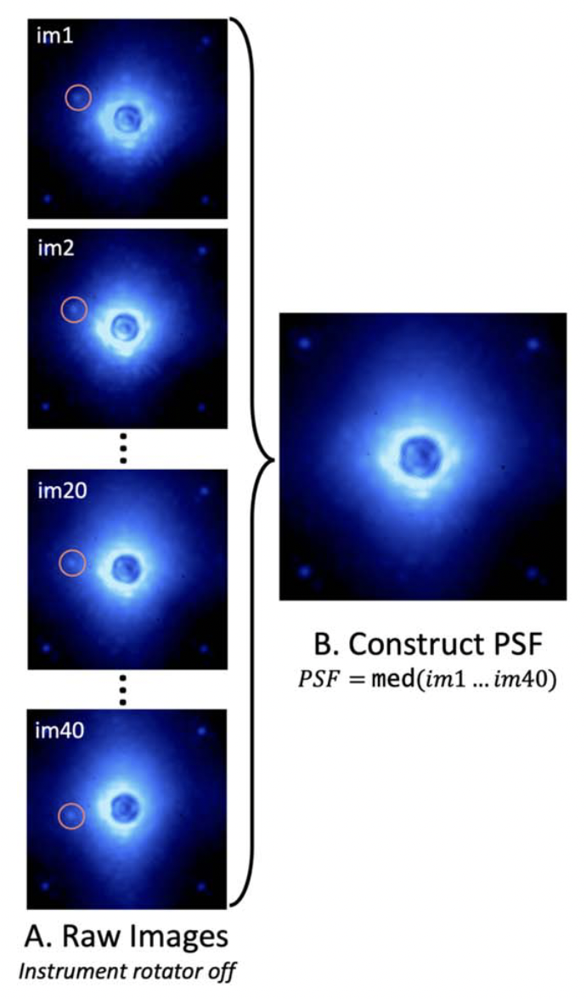 im1
im2
im20
im40
A. Raw Images
Instrument rotator off
B. Construct PSF
PSF = med(im1 ... im40)